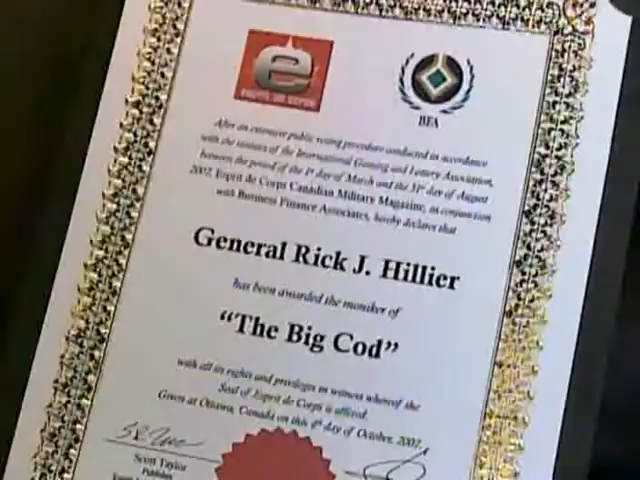 e
ESPRIT DE CORPS
BFA
After an extensive public voting procedure conducted in accordance
with the statutes of the International Gaming and Lottery Association,
between the period of the 1st day of March and the 31st day of August
2007, Esprit de Corps Canadian Military Magazine, in conjunction
with Business Finance Associates, hereby declares that
General Rick J. Hillier
has been awarded the moniker of
“The Big Cod”
with all its rights and privileges in witness whereof the
Seal of Esprit de Corps is affixed.
Given at Ottawa, Canada on this 4th day of October, 2007.
Scott Taylor
Publisher